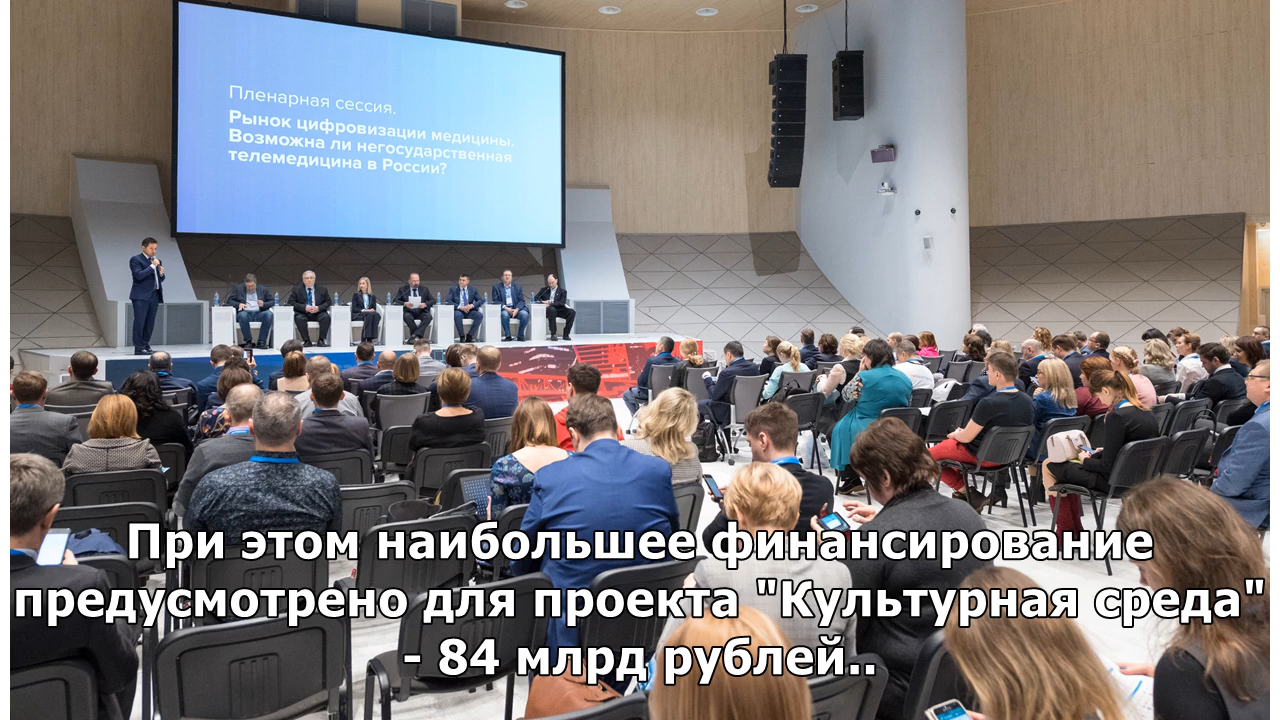 Пленарная сессия.
Рынок цифровизации медицины.
Возможна ли негосударственная
телемедицина в России?
При этом наибольшее финансирование
предусмотрено для проекта "Культурная среда"
- 84 млрд рублей..